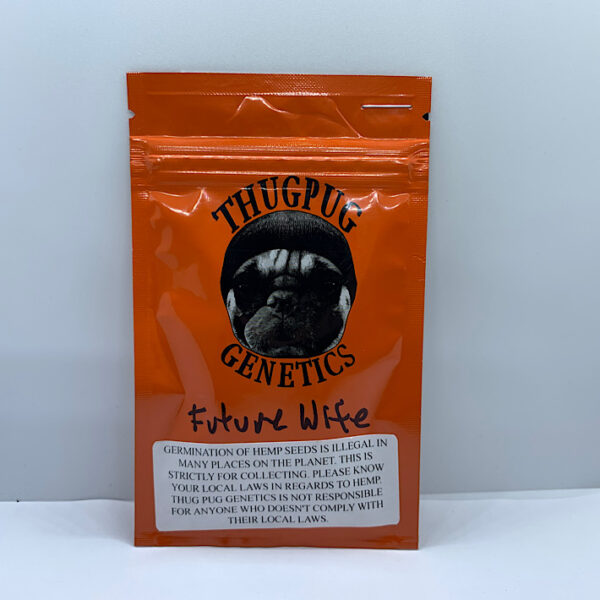 THUGPUG
GENETICS
Future Wife
GERMINATION OF HEMP SEEDS IS ILLEGAL IN
MANY PLACES ON THE PLANET. THIS IS
STRICTLY FOR COLLECTING. PLEASE KNOW
YOUR LOCAL LAWS IN REGARDS TO HEMP.
THUG PUG GENETICS IS NOT RESPONSIBLE
FOR ANYONE WHO DOESN'T COMPLY WITH
THEIR LOCAL LAWS.